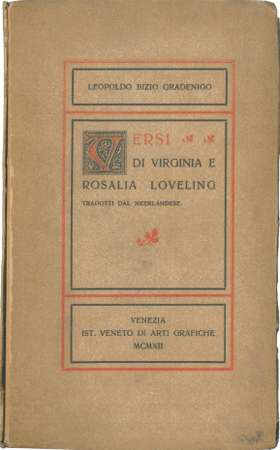 LEOPOLDO BIZIO GRADENIGO
VERSI
DI VIRGINIA E
ROSALIA LOVELING
TRADOTTI DAL NEERLANDESE.
VENEZIA
IST. VENETO DI ARTI GRAFICHE
MCMXII